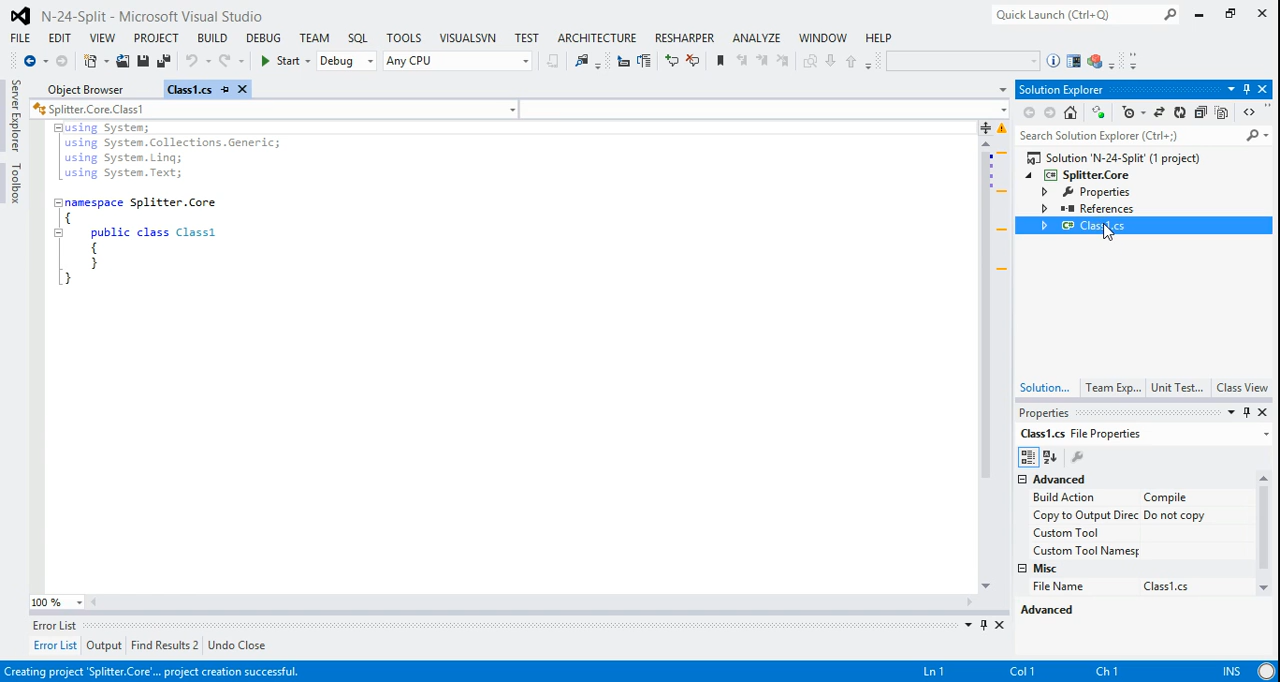 N-24-Split - Microsoft Visual Studio
Quick Launch (Ctrl+Q)
FILE EDIT VIEW PROJECT BUILD DEBUG TEAM SQL TOOLS VISUALSVN TEST ARCHITECTURE RESHARPER ANALYZE WINDOW HELP
Start Debug Any CPU
Server Explorer
Toolbox
Object Browser Class1.cs
Splitter.Core.Class1
using System;
using System.Collections.Generic;
using System.Linq;
using System.Text;
namespace Splitter.Core
{
public class Class1
{
}
}
100 %
Solution Explorer
Search Solution Explorer (Ctrl+;)
Solution 'N-24-Split' (1 project)
Splitter.Core
Properties
References
Class1.cs
Solution... Team Exp... Unit Test... Class View
Properties
Class1.cs File Properties
Advanced
Build Action Compile
Copy to Output Direc Do not copy
Custom Tool
Custom Tool Namesp
Misc
File Name Class1.cs
Advanced
Error List
Error List Output Find Results 2 Undo Close
Creating project 'Splitter.Core'... project creation successful.
Ln 1 Col 1 Ch 1 INS